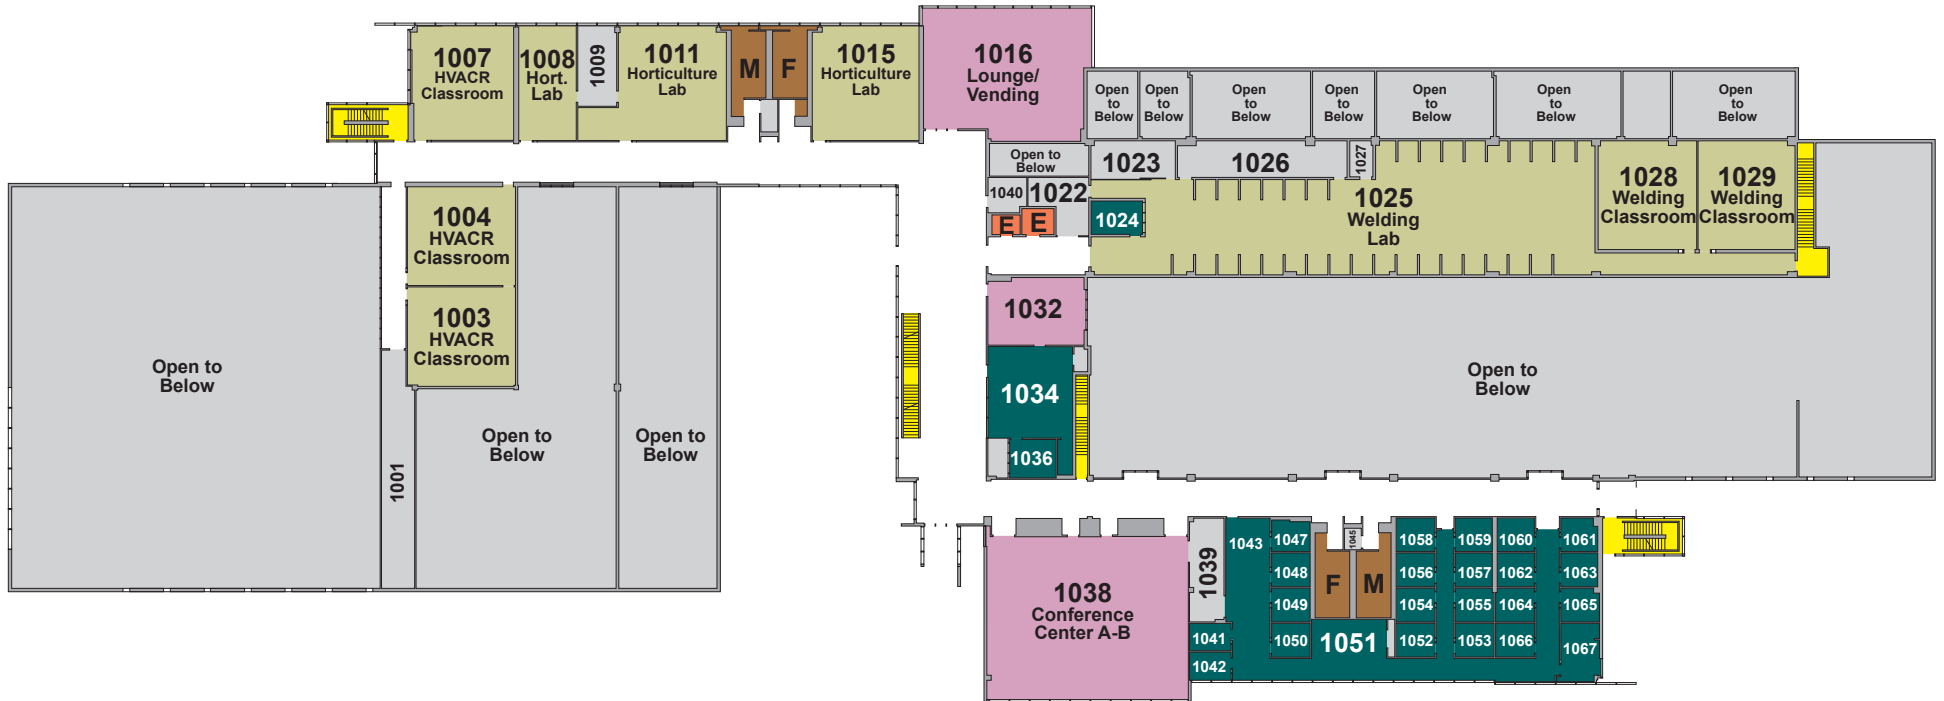 1007
HVACR
Classroom
1008
Hort.
Lab
1009
1011
Horticulture
Lab
M
F
1015
Horticulture
Lab
1016
Lounge/
Vending
Open
to
Below
Open
to
Below
Open
to
Below
Open
to
Below
Open
to
Below
Open
to
Below
Open
to
Below
Open to
Below
1023
1026
1027
1040
1022
E
E
1024
1025
Welding
Lab
1028
Welding
Classroom
1029
Welding
Classroom
1004
HVACR
Classroom
1003
HVACR
Classroom
Open to
Below
1001
Open to
Below
Open to
Below
1032
1034
1036
Open to
Below
1038
Conference
Center A-B
1039
1041
1042
1043
1047
1048
1049
1050
1045
F
M
1051
1058
1056
1054
1052
1059
1057
1055
1053
1060
1062
1064
1066
1061
1063
1065
1067